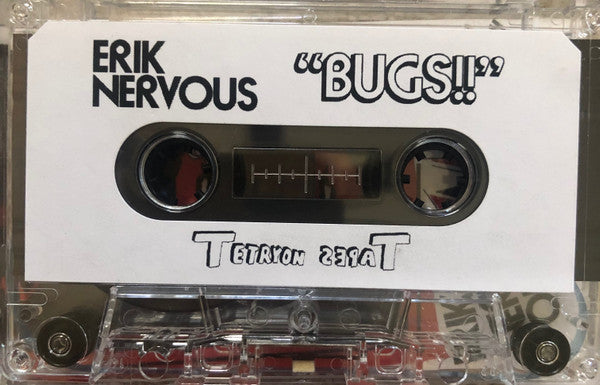 ERIK
NERVOUS
“BUGS!!”
TETRYON TAPES